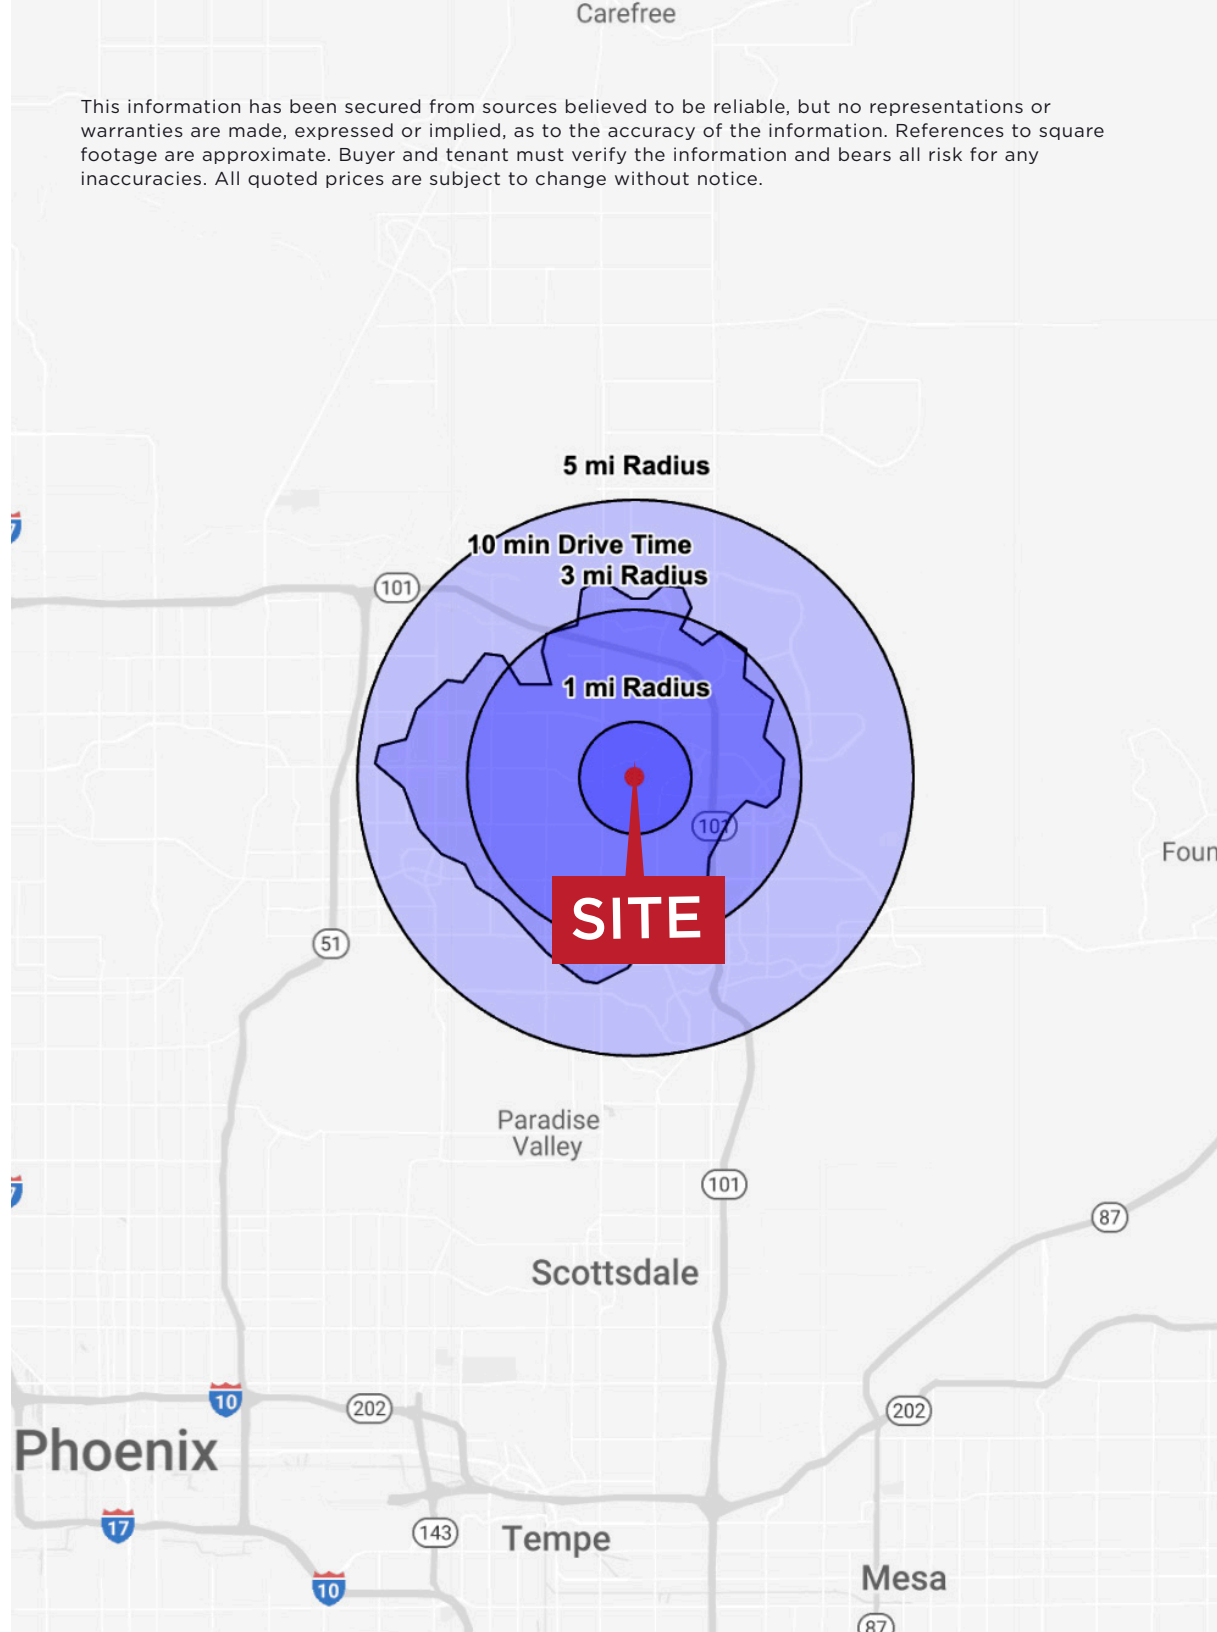 Carefree
This information has been secured from sources believed to be reliable, but no representations or
warranties are made, expressed or implied, as to the accuracy of the information. References to square
footage are approximate. Buyer and tenant must verify the information and bears all risk for any
inaccuracies. All quoted prices are subject to change without notice.
5 mi Radius
10 min Drive Time
3 mi Radius
101
1 mi Radius
101
Foun
SITE
51
Paradise
Valley
101
87
Scottsdale
10
202
202
Phoenix
17
143
Tempe
10
Mesa
87